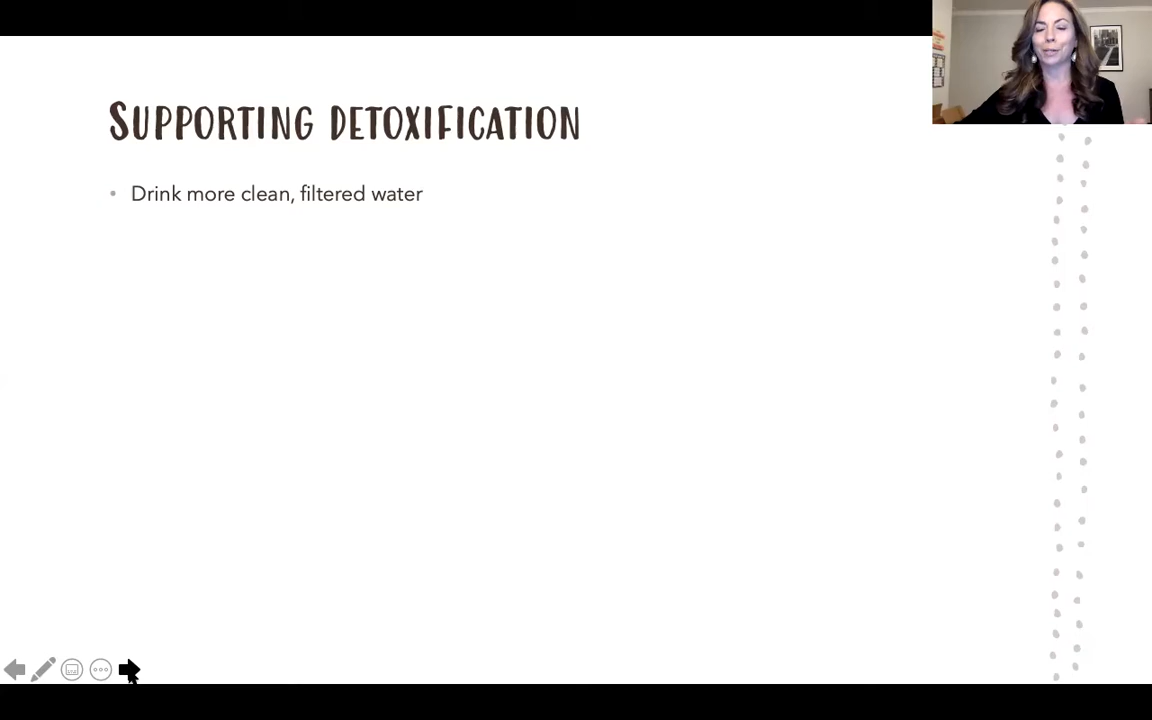 SUPPORTING DETOXIFICATION
• Drink more clean, filtered water